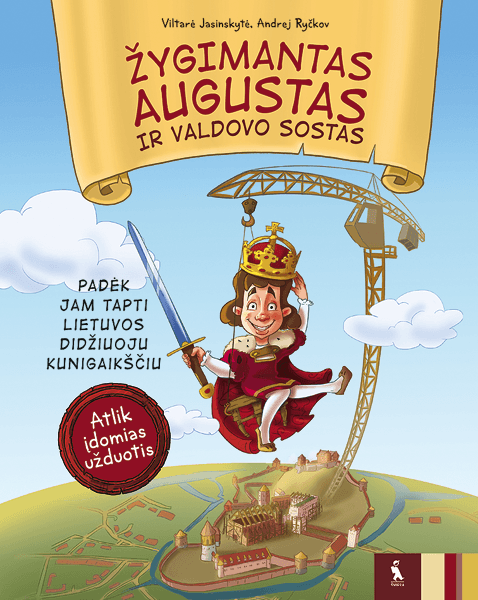 Viltarė Jasinskytė, Andrej Ryčkov
ŽYGIMANTAS
AUGUSTAS
IR VALDOVO SOSTAS
PADĖK
JAM TAPTI
LIETUVOS
DIDŽIUOJU
KUNIGAIKŠČIU
Atlik
įdomias
užduotis